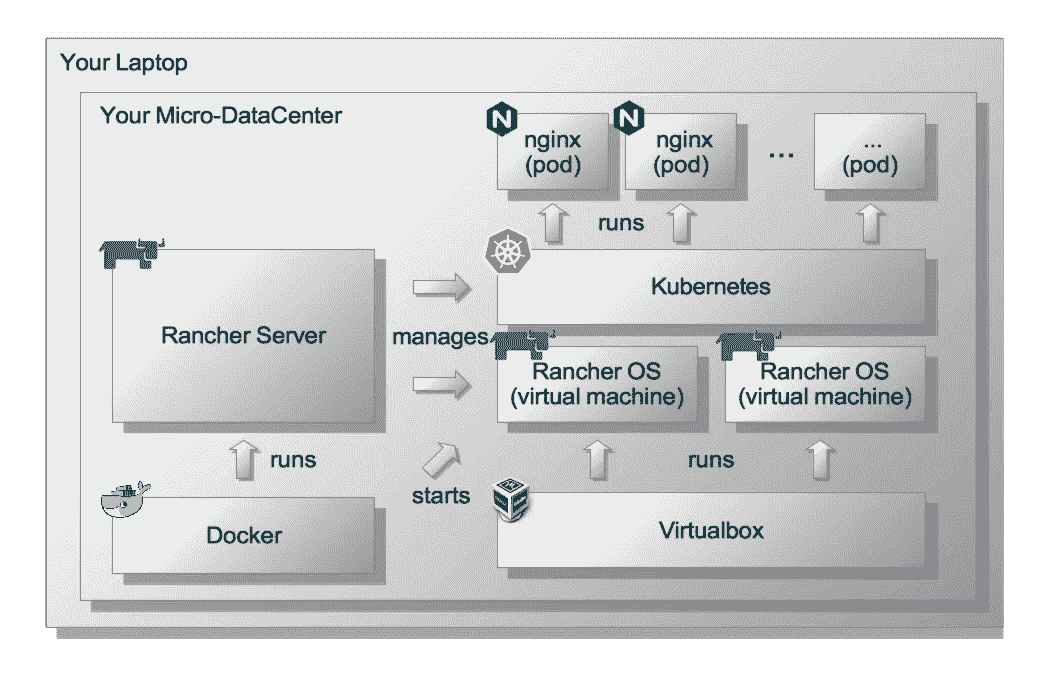 Your Laptop
Your Micro-DataCenter
N
nginx
(pod)
N
nginx
(pod)
...
...
(pod)
runs
Kubernetes
Rancher Server
manages
Rancher OS
(virtual machine)
Rancher OS
(virtual machine)
runs
starts
runs
Docker
Virtualbox